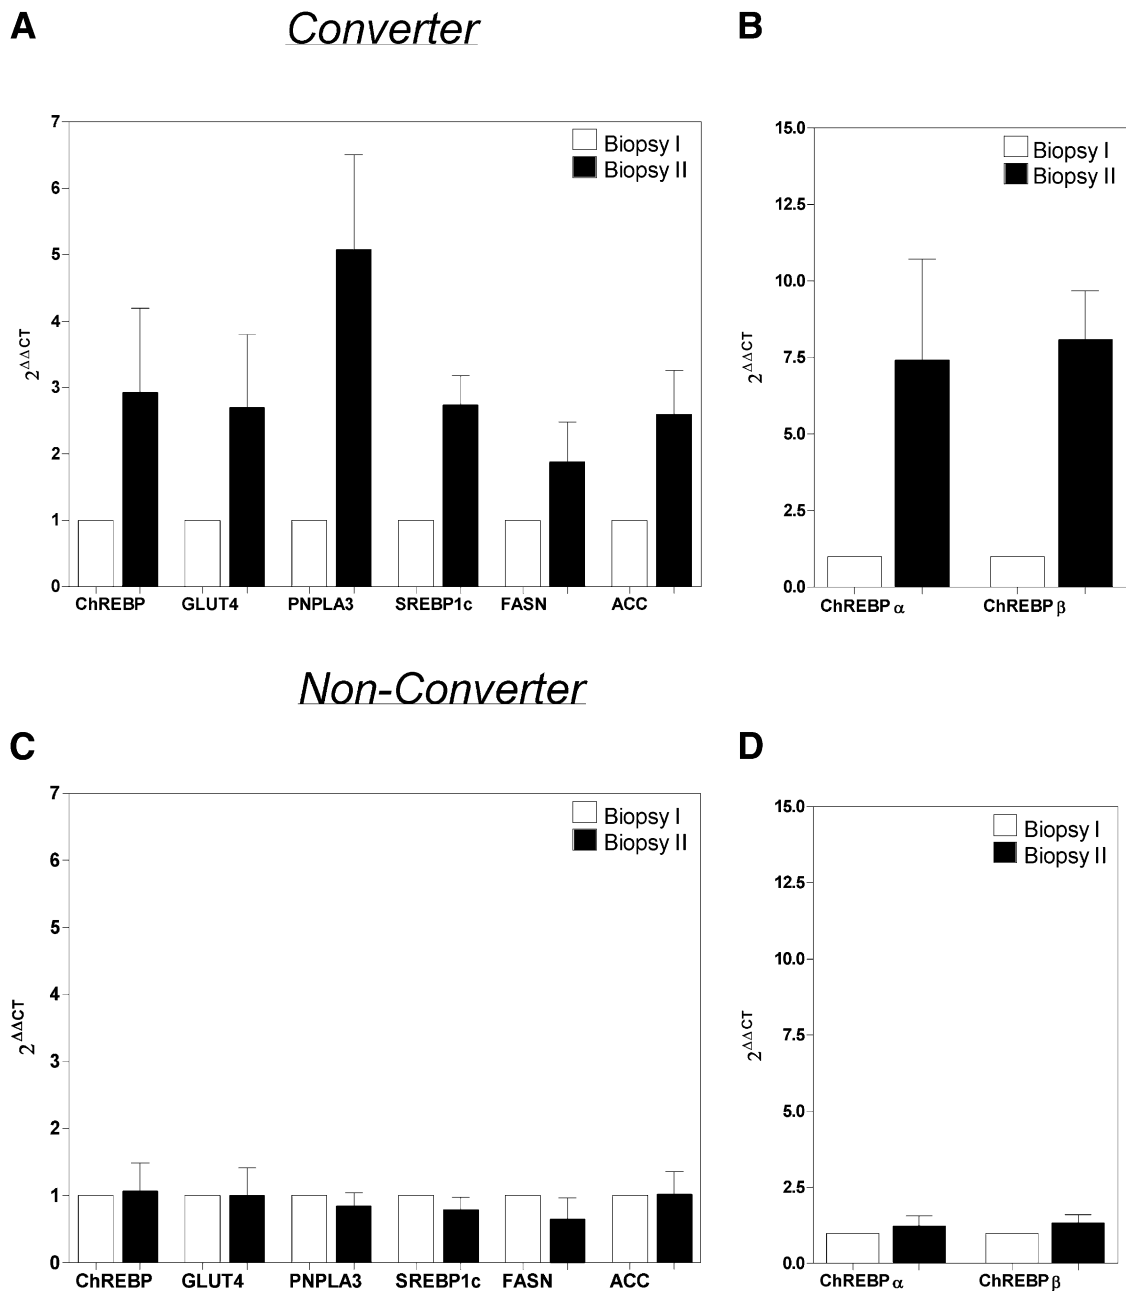 A
Converter
B
7
6
5
4
3
2
1
0
2ΔΔCT
Biopsy I
Biopsy II
ChREBP GLUT4 PNPLA3 SREBP1c FASN ACC
15.0
12.5
10.0
7.5
5.0
2.5
0.0
2ΔΔCT
Biopsy I
Biopsy II
ChREBP α ChREBP β
Non-Converter
C
D
7
6
5
4
3
2
1
0
2ΔΔCT
Biopsy I
Biopsy II
ChREBP GLUT4 PNPLA3 SREBP1c FASN ACC
15.0
12.5
10.0
7.5
5.0
2.5
0.0
2ΔΔCT
Biopsy I
Biopsy II
ChREBP α ChREBP β